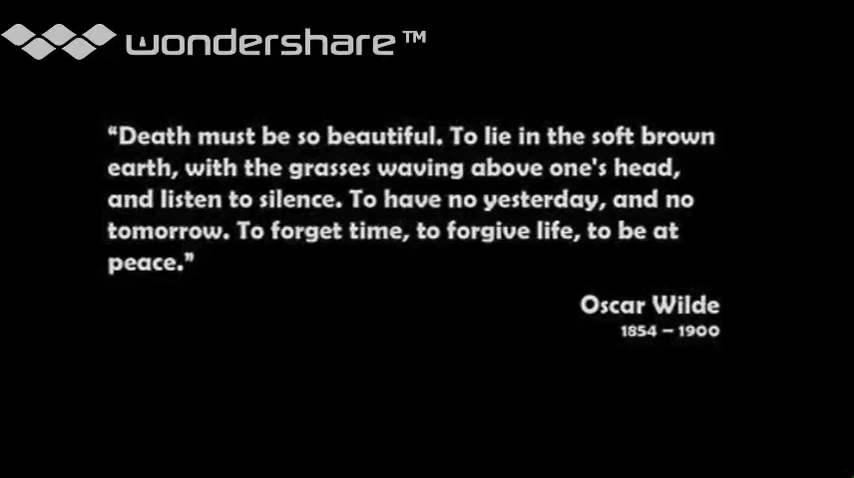 wondershare™
“Death must be so beautiful. To lie in the soft brown
earth, with the grasses waving above one's head,
and listen to silence. To have no yesterday, and no
tomorrow. To forget time, to forgive life, to be at
peace.”
Oscar Wilde
1854 – 1900